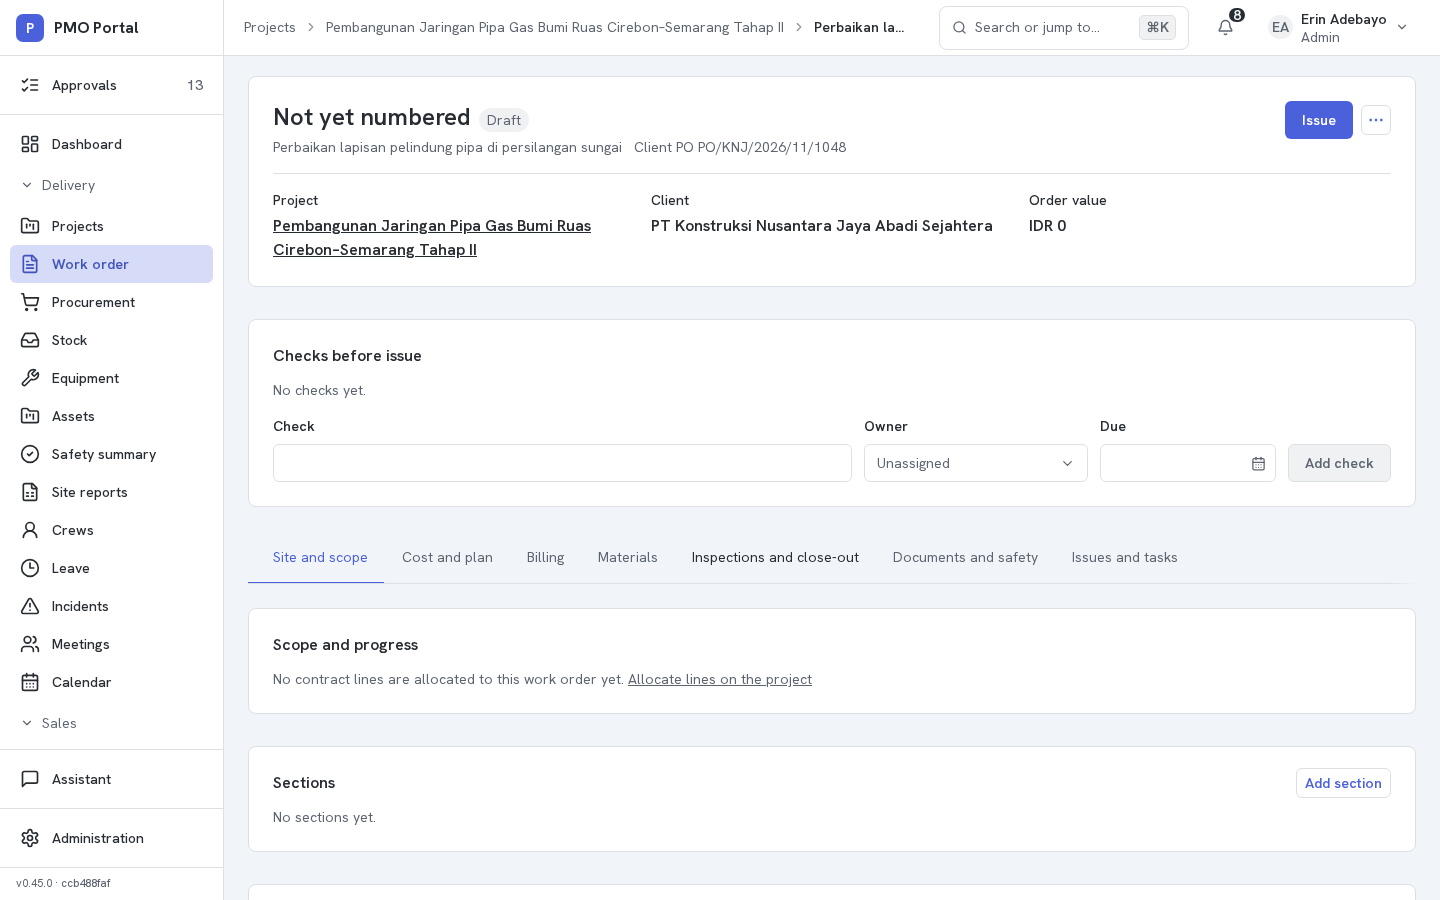 P PMO Portal
Projects > Pembangunan Jaringan Pipa Gas Bumi Ruas Cirebon–Semarang Tahap II > Perbaikan la...
Search or jump to... ⌘K
8
EA Erin Adebayo
Admin
Approvals 13
Dashboard
Delivery
Projects
Work order
Procurement
Stock
Equipment
Assets
Safety summary
Site reports
Crews
Leave
Incidents
Meetings
Calendar
Sales
Assistant
Administration
v0.45.0 · ccb488faf
Not yet numbered Draft
Issue
Perbaikan lapisan pelindung pipa di persilangan sungai Client PO PO/KNJ/2026/11/1048
Project
Pembangunan Jaringan Pipa Gas Bumi Ruas
Cirebon–Semarang Tahap II
Client
PT Konstruksi Nusantara Jaya Abadi Sejahtera
Order value
IDR 0
Checks before issue
No checks yet.
Check
Owner
Unassigned
Due
Add check
Site and scope Cost and plan Billing Materials Inspections and close-out Documents and safety Issues and tasks
Scope and progress
No contract lines are allocated to this work order yet. Allocate lines on the project
Sections
Add section
No sections yet.